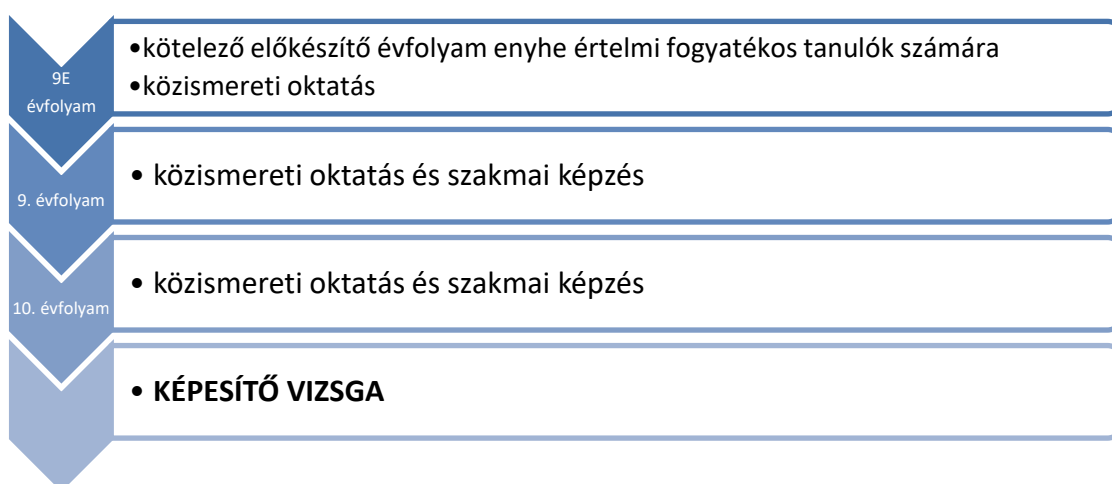 9E
évfolyam
•kötelező előkészítő évfolyam enyhe értelmi fogyatékos tanulók számára
•közismereti oktatás
9. évfolyam
• közismereti oktatás és szakmai képzés
10. évfolyam
• közismereti oktatás és szakmai képzés
• KÉPESÍTŐ VIZSGA